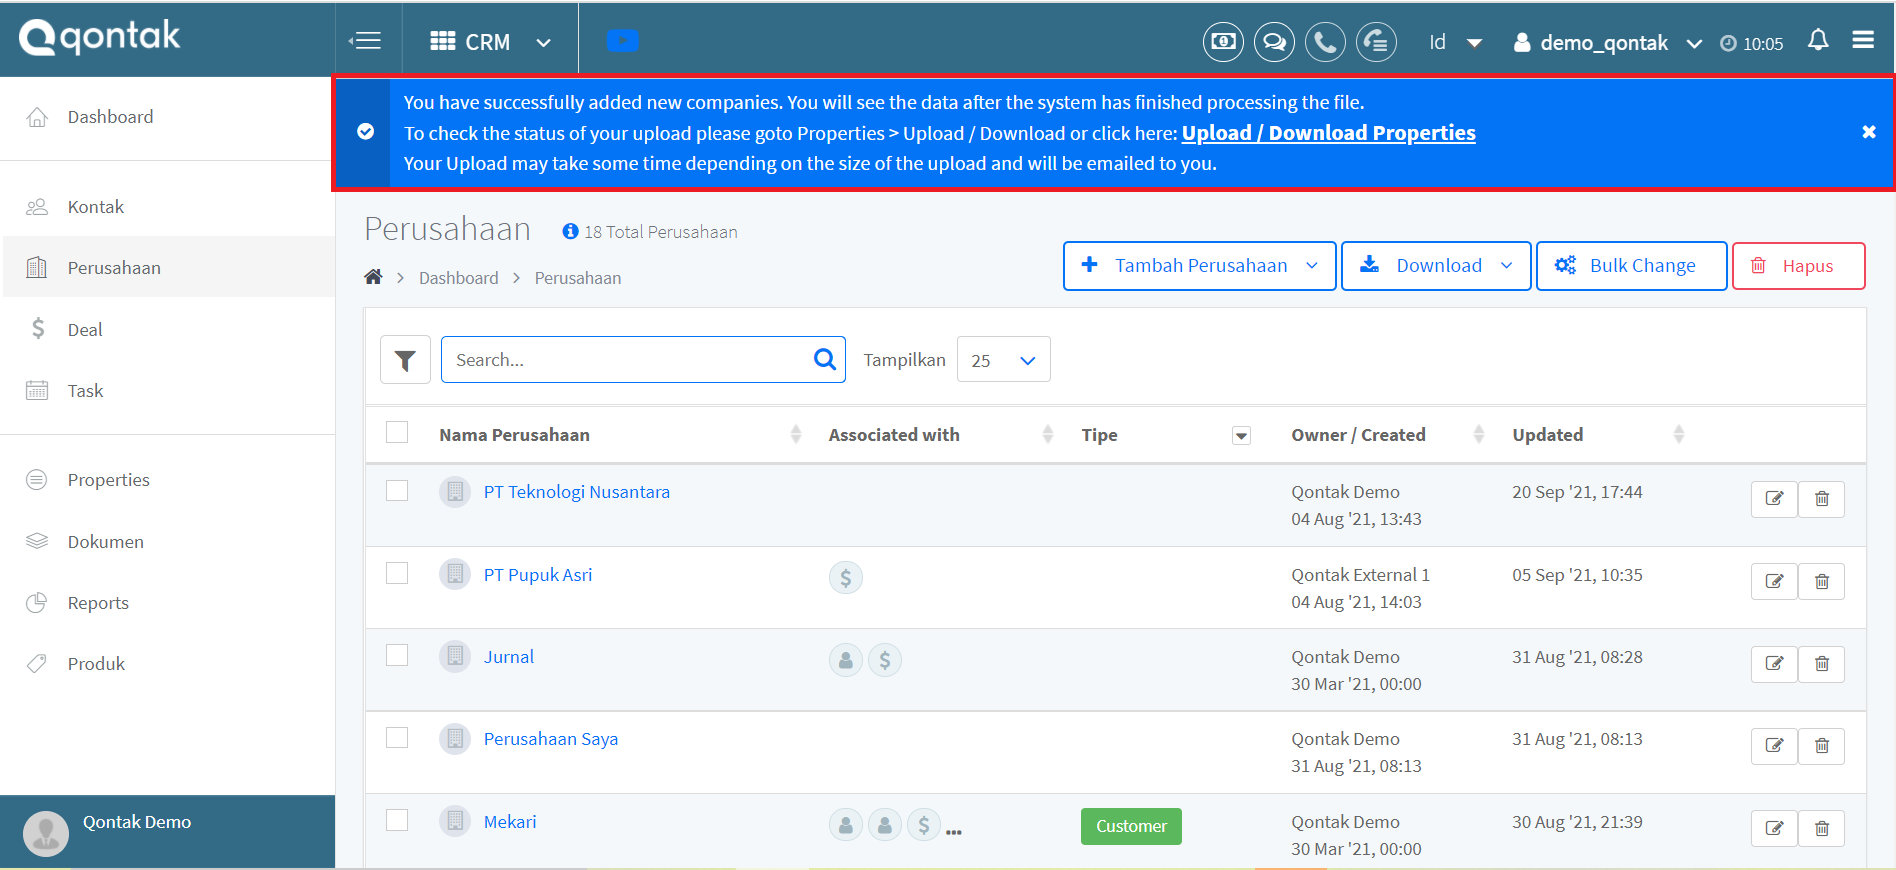 qontak
CRM
Id
demo_qontak
10:05
You have successfully added new companies. You will see the data after the system has finished processing the file.
To check the status of your upload please goto Properties > Upload / Download or click here: Upload / Download Properties
Your Upload may take some time depending on the size of the upload and will be emailed to you.
Dashboard
Kontak
Perusahaan
Deal
Task
Properties
Dokumen
Reports
Produk
Qontak Demo
Perusahaan
18 Total Perusahaan
Dashboard > Perusahaan
Tambah Perusahaan
Download
Bulk Change
Hapus
Search...
Tampilkan
25
Nama Perusahaan
Associated with
Tipe
Owner / Created
Updated
PT Teknologi Nusantara
Qontak Demo
04 Aug '21, 13:43
20 Sep '21, 17:44
PT Pupuk Asri
$
Qontak External 1
04 Aug '21, 14:03
05 Sep '21, 10:35
Jurnal
$
Qontak Demo
30 Mar '21, 00:00
31 Aug '21, 08:28
Perusahaan Saya
Qontak Demo
31 Aug '21, 08:13
31 Aug '21, 08:13
Mekari
$ ...
Customer
Qontak Demo
30 Mar '21, 00:00
30 Aug '21, 21:39